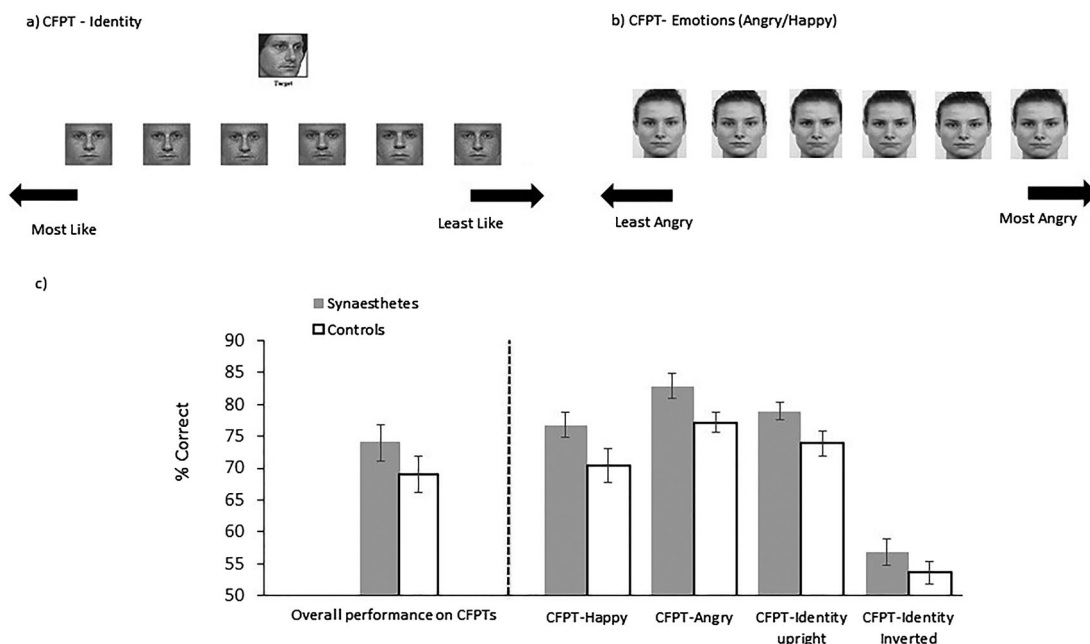 a) CFPT - Identity
Target
Most Like
Least Like
b) CFPT- Emotions (Angry/Happy)
Least Angry
Most Angry
c)
Synaesthetes
Controls
% Correct
90
85
80
75
70
65
60
55
50
Overall performance on CFPTs
CFPT-Happy
CFPT-Angry
CFPT-Identity
upright
CFPT-Identity
Inverted